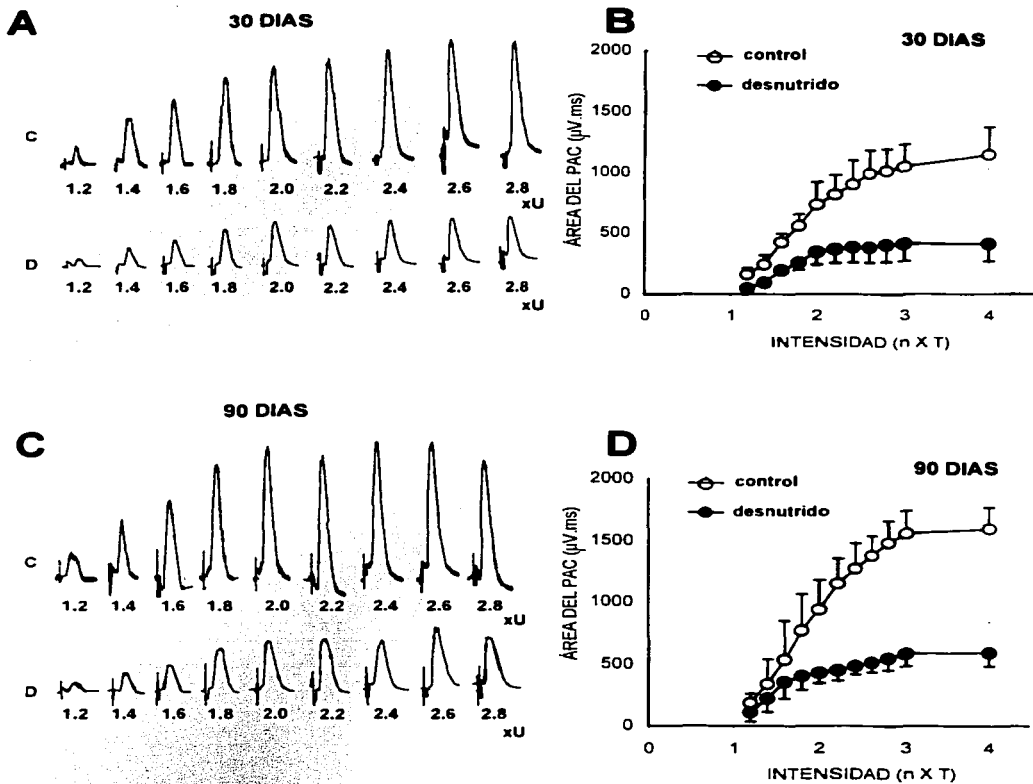 A
30 DIAS
C
1.2 1.4 1.6 1.8 2.0 2.2 2.4 2.6 2.8
xU
D
1.2 1.4 1.6 1.8 2.0 2.2 2.4 2.6 2.8
xU
B
30 DIAS
control
desnutrido
ÁREA DEL PAC (µV.ms)
2000
1500
1000
500
0
0 1 2 3 4
INTENSIDAD (n X T)
C
90 DIAS
C
1.2 1.4 1.6 1.8 2.0 2.2 2.4 2.6 2.8
xU
D
1.2 1.4 1.6 1.8 2.0 2.2 2.4 2.6 2.8
xU
D
90 DIAS
control
desnutrido
ÁREA DEL PAC (µV.ms)
2000
1500
1000
500
0
0 1 2 3 4
INTENSIDAD (n X T)